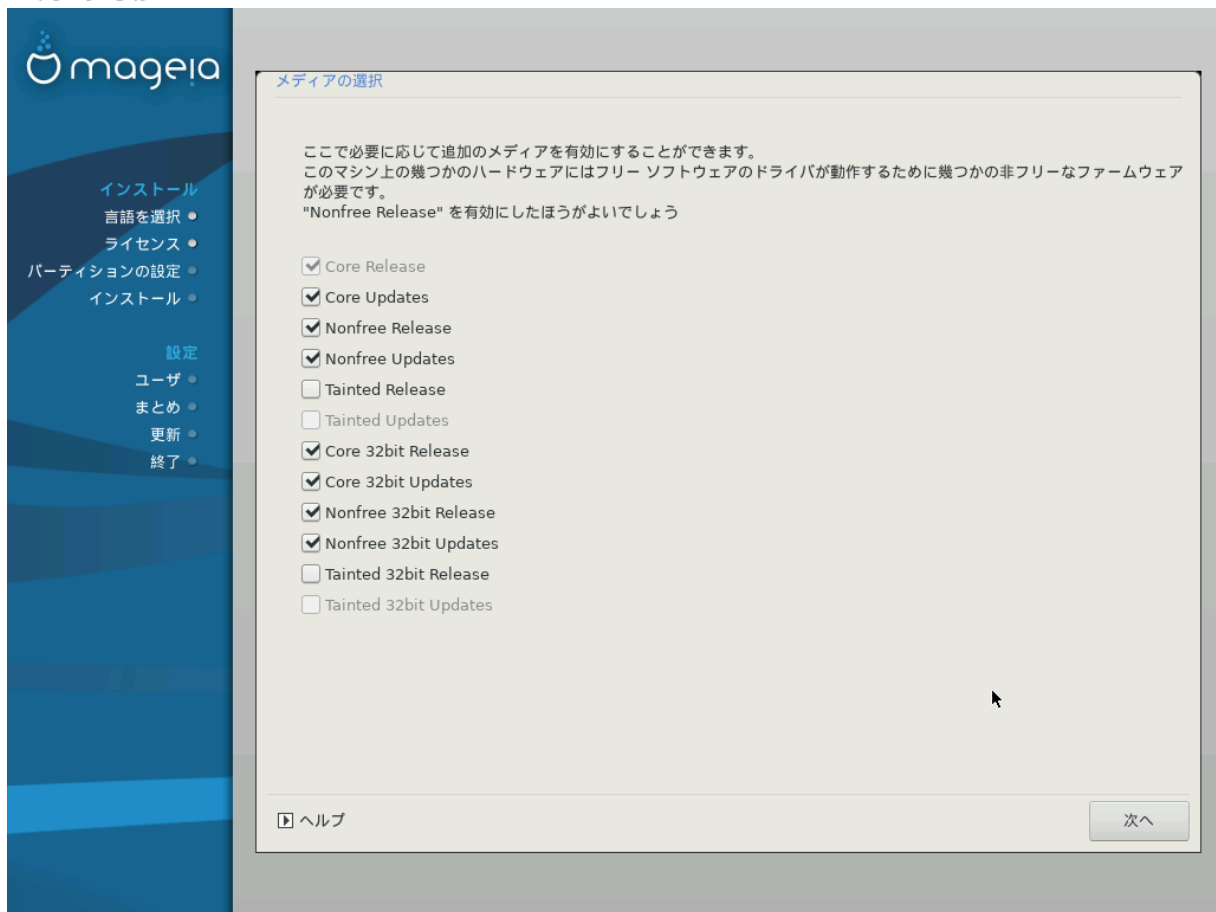 mageia
インストール
言語を選択
ライセンス
パーティションの設定
インストール
設定
ユーザ
まとめ
更新
終了
メディアの選択
ここで必要に応じて追加のメディアを有効にすることができます。
このマシン上の幾つかのハードウェアにはフリー ソフトウェアのドライバが動作するために幾つかの非フリーなファームウェア
が必要です。
"Nonfree Release" を有効にしたほうがよいでしょう
Core Release
Core Updates
Nonfree Release
Nonfree Updates
Tainted Release
Tainted Updates
Core 32bit Release
Core 32bit Updates
Nonfree 32bit Release
Nonfree 32bit Updates
Tainted 32bit Release
Tainted 32bit Updates
ヘルプ
次へ